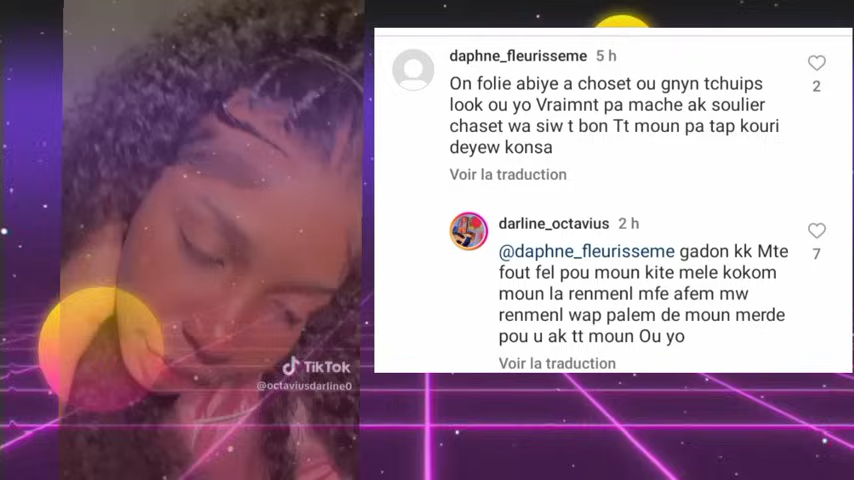 daphne_fleurisseme 5 h
On folie abiye a choset ou gnyn tchuips
look ou yo Vraimnt pa mache ak soulier
chaset wa siw t bon Tt moun pa tap kouri
deyew konsa
2
Voir la traduction
darline_octavius 2 h
@daphne_fleurisseme gadon kk Mte
fout fel pou moun kite mele kokom
moun la renmenl mfe afem mw
renmenl wap palem de moun merde
pou u ak tt moun Ou yo
7
Voir la traduction
TikTok
@octaviusdarline0